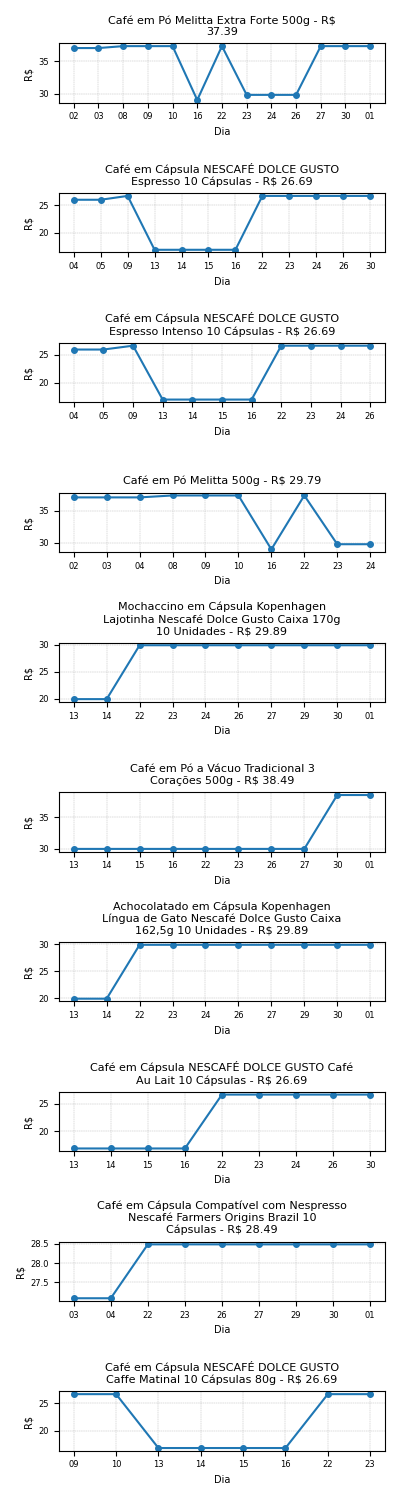 Café em Pó Melitta Extra Forte 500g - R$
37.39
35
30
R$
02 03 08 09 10 16 22 23 24 26 27 30 01
Dia
Café em Cápsula NESCAFÉ DOLCE GUSTO
Espresso 10 Cápsulas - R$ 26.69
25
20
R$
04 05 09 13 14 15 16 22 23 24 26 30
Dia
Café em Cápsula NESCAFÉ DOLCE GUSTO
Espresso Intenso 10 Cápsulas - R$ 26.69
25
20
R$
04 05 09 13 14 15 16 22 23 24 26
Dia
Café em Pó Melitta 500g - R$ 29.79
35
30
R$
02 03 04 08 09 10 16 22 23 24
Dia
Mochaccino em Cápsula Kopenhagen
Lajotinha Nescafé Dolce Gusto Caixa 170g
10 Unidades - R$ 29.89
30
25
20
R$
13 14 22 23 24 26 27 29 30 01
Dia
Café em Pó a Vácuo Tradicional 3
Corações 500g - R$ 38.49
35
30
R$
13 14 15 16 22 23 26 27 30 01
Dia
Achocolatado em Cápsula Kopenhagen
Língua de Gato Nescafé Dolce Gusto Caixa
162,5g 10 Unidades - R$ 29.89
30
25
20
R$
13 14 22 23 24 26 27 29 30 01
Dia
Café em Cápsula NESCAFÉ DOLCE GUSTO Café
Au Lait 10 Cápsulas - R$ 26.69
25
20
R$
13 14 15 16 22 23 24 26 30
Dia
Café em Cápsula Compatível com Nespresso
Nescafé Farmers Origins Brazil 10
Cápsulas - R$ 28.49
28.5
28.0
27.5
R$
03 04 22 23 26 27 29 30 01
Dia
Café em Cápsula NESCAFÉ DOLCE GUSTO
Caffe Matinal 10 Cápsulas 80g - R$ 26.69
25
20
R$
09 10 13 14 15 16 22 23
Dia